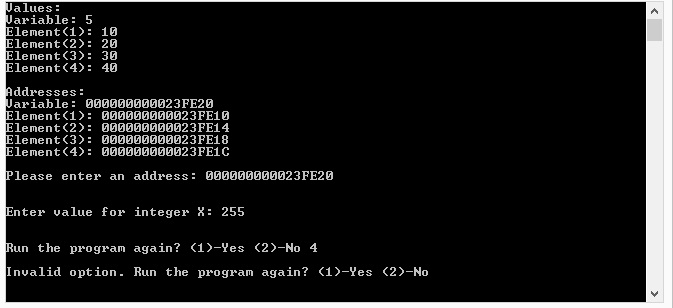 Values:
Variable: 5
Element(1): 10
Element(2): 20
Element(3): 30
Element(4): 40
Addresses:
Variable: 000000000023FE20
Element(1): 000000000023FE10
Element(2): 000000000023FE14
Element(3): 000000000023FE18
Element(4): 000000000023FE1C
Please enter an address: 000000000023FE20
Enter value for integer X: 255
Run the program again? (1)-Yes (2)-No 4
Invalid option. Run the program again? (1)-Yes (2)-No